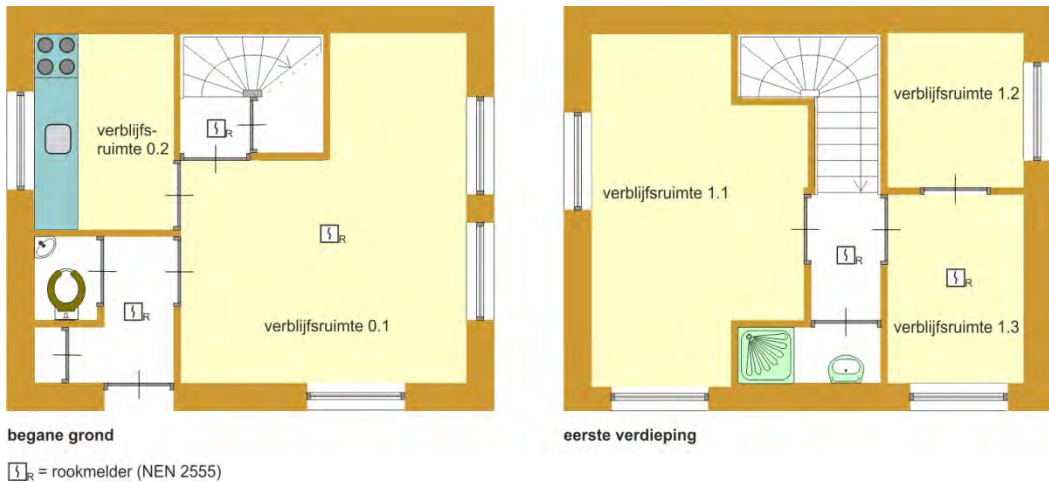 verblijfs-
ruimte 0.2
R
R
R
verblijfsruimte 0.1
verblijfsruimte 1.2
verblijfsruimte 1.1
R
R
verblijfsruimte 1.3
begane grond
eerste verdieping
R = rookmelder (NEN 2555)